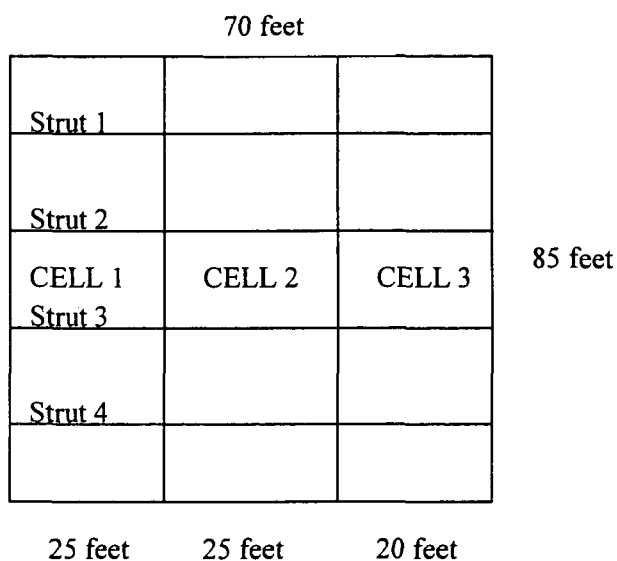 70 feet
Strut 1
Strut 2
CELL 1 CELL 2 CELL 3
85 feet
Strut 3
Strut 4
25 feet 25 feet 20 feet